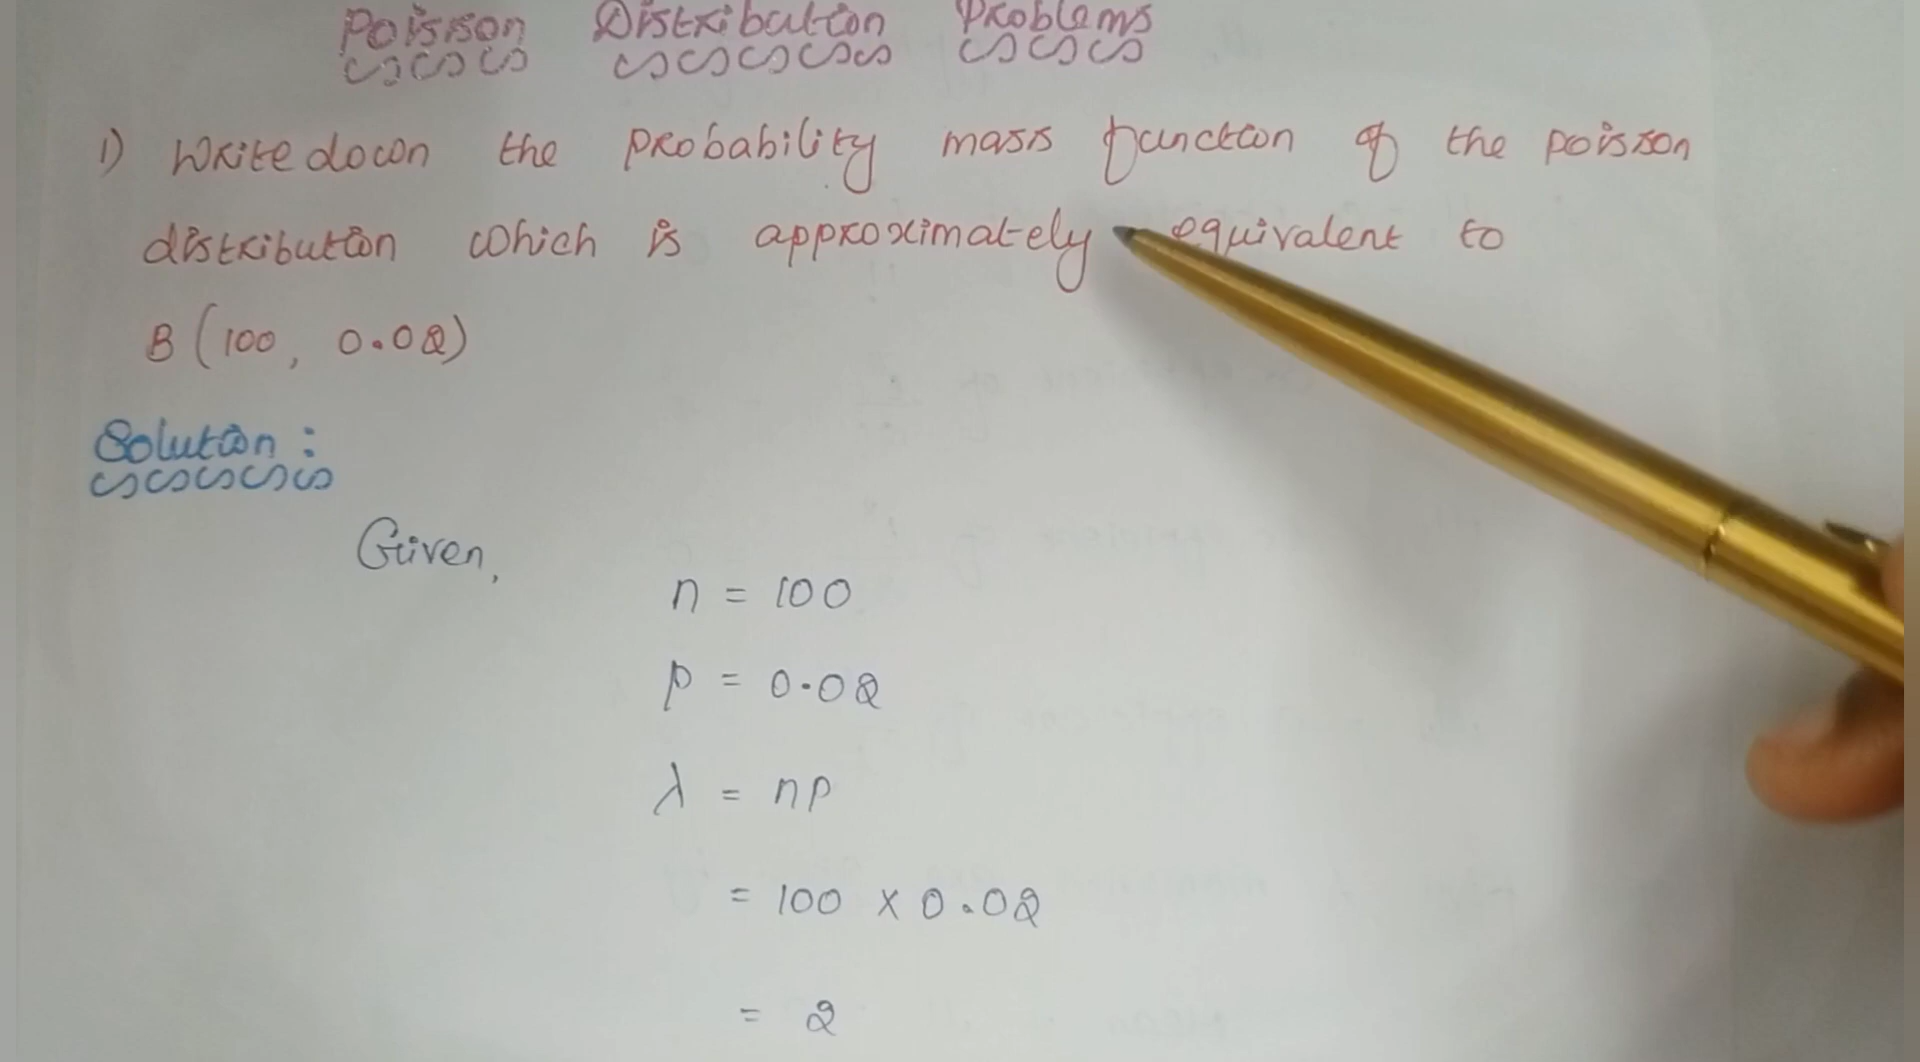 Poisson Distribution Problems
1) Write down the probability mass function of the poisson
distribution which is approximately equivalent to
B (100, 0.02)
Solution :
Given,
n = 100
p = 0.02
λ = np
= 100 × 0.02
= 2